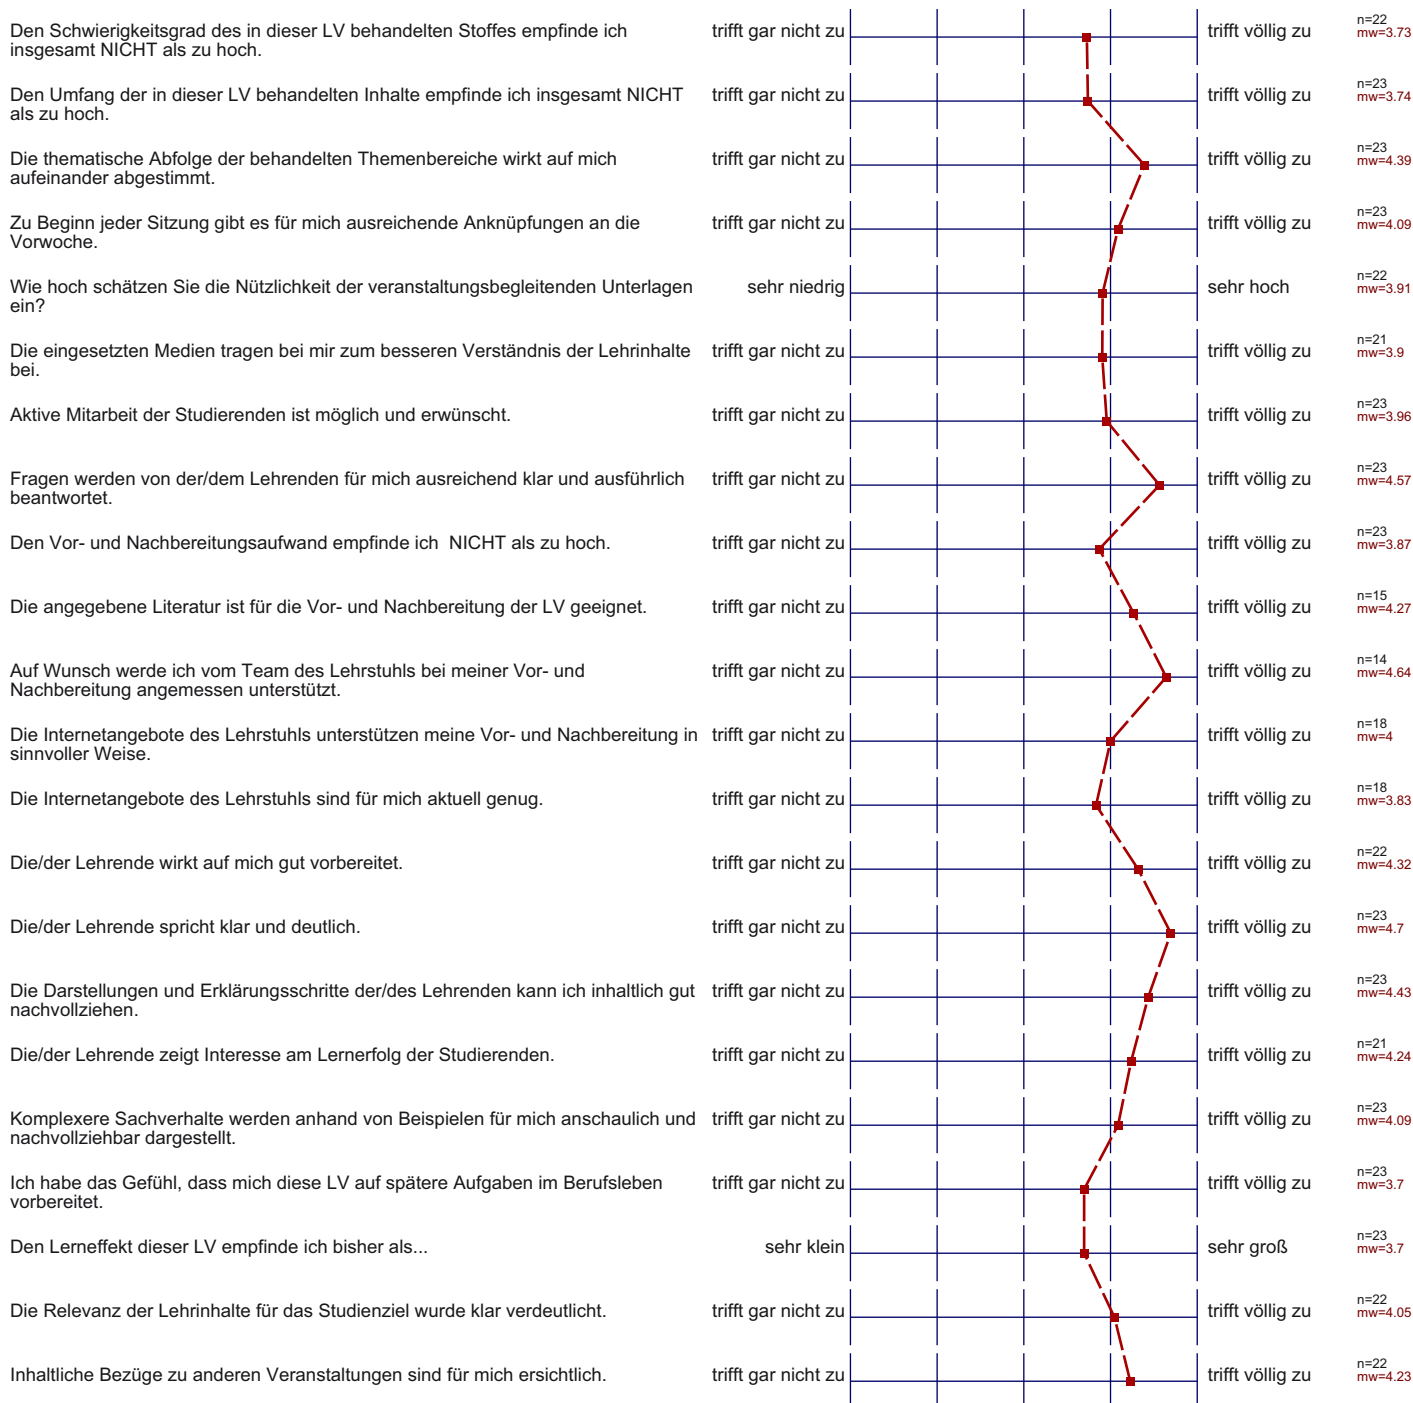 Den Schwierigkeitsgrad des in dieser LV behandelten Stoffes empfinde ich
insgesamt NICHT als zu hoch.
trifft gar nicht zu
trifft völlig zu
n=22
mw=3.73
Den Umfang der in dieser LV behandelten Inhalte empfinde ich insgesamt NICHT
als zu hoch.
trifft gar nicht zu
trifft völlig zu
n=23
mw=3.74
Die thematische Abfolge der behandelten Themenbereiche wirkt auf mich
aufeinander abgestimmt.
trifft gar nicht zu
trifft völlig zu
n=23
mw=4.39
Zu Beginn jeder Sitzung gibt es für mich ausreichende Anknüpfungen an die
Vorwoche.
trifft gar nicht zu
trifft völlig zu
n=23
mw=4.09
Wie hoch schätzen Sie die Nützlichkeit der veranstaltungsbegleitenden Unterlagen
ein?
sehr niedrig
sehr hoch
n=22
mw=3.91
Die eingesetzten Medien tragen bei mir zum besseren Verständnis der Lehrinhalte
bei.
trifft gar nicht zu
trifft völlig zu
n=21
mw=3.9
Aktive Mitarbeit der Studierenden ist möglich und erwünscht.
trifft gar nicht zu
trifft völlig zu
n=23
mw=3.96
Fragen werden von der/dem Lehrenden für mich ausreichend klar und ausführlich
beantwortet.
trifft gar nicht zu
trifft völlig zu
n=23
mw=4.57
Den Vor- und Nachbereitungsaufwand empfinde ich  NICHT als zu hoch.
trifft gar nicht zu
trifft völlig zu
n=23
mw=3.87
Die angegebene Literatur ist für die Vor- und Nachbereitung der LV geeignet.
trifft gar nicht zu
trifft völlig zu
n=15
mw=4.27
Auf Wunsch werde ich vom Team des Lehrstuhls bei meiner Vor- und
Nachbereitung angemessen unterstützt.
trifft gar nicht zu
trifft völlig zu
n=14
mw=4.64
Die Internetangebote des Lehrstuhls unterstützen meine Vor- und Nachbereitung in
sinnvoller Weise.
trifft gar nicht zu
trifft völlig zu
n=18
mw=4
Die Internetangebote des Lehrstuhls sind für mich aktuell genug.
trifft gar nicht zu
trifft völlig zu
n=18
mw=3.83
Die/der Lehrende wirkt auf mich gut vorbereitet.
trifft gar nicht zu
trifft völlig zu
n=22
mw=4.32
Die/der Lehrende spricht klar und deutlich.
trifft gar nicht zu
trifft völlig zu
n=23
mw=4.7
Die Darstellungen und Erklärungsschritte der/des Lehrenden kann ich inhaltlich gut
nachvollziehen.
trifft gar nicht zu
trifft völlig zu
n=23
mw=4.43
Die/der Lehrende zeigt Interesse am Lernerfolg der Studierenden.
trifft gar nicht zu
trifft völlig zu
n=21
mw=4.24
Komplexere Sachverhalte werden anhand von Beispielen für mich anschaulich und
nachvollziehbar dargestellt.
trifft gar nicht zu
trifft völlig zu
n=23
mw=4.09
Ich habe das Gefühl, dass mich diese LV auf spätere Aufgaben im Berufsleben
vorbereitet.
trifft gar nicht zu
trifft völlig zu
n=23
mw=3.7
Den Lerneffekt dieser LV empfinde ich bisher als...
sehr klein
sehr groß
n=23
mw=3.7
Die Relevanz der Lehrinhalte für das Studienziel wurde klar verdeutlicht.
trifft gar nicht zu
trifft völlig zu
n=22
mw=4.05
Inhaltliche Bezüge zu anderen Veranstaltungen sind für mich ersichtlich.
trifft gar nicht zu
trifft völlig zu
n=22
mw=4.23